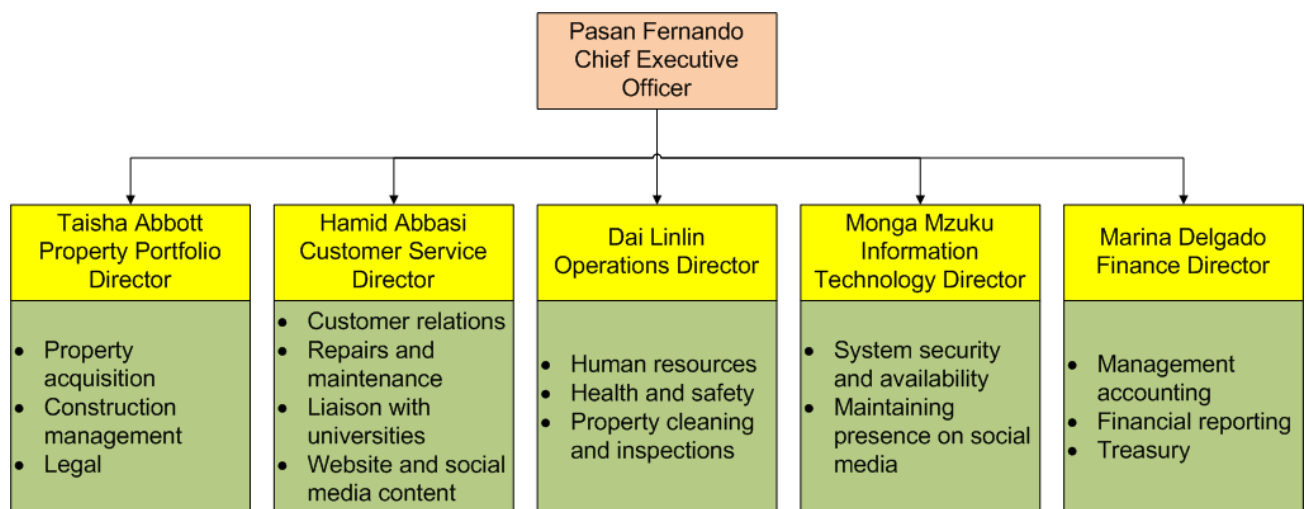 Pasan Fernando
Chief Executive
Officer
Taisha Abbott
Property Portfolio
Director
• Property
acquisition
• Construction
management
• Legal
Hamid Abbasi
Customer Service
Director
• Customer relations
• Repairs and
maintenance
• Liaison with
universities
• Website and social
media content
Dai Linlin
Operations Director
• Human resources
• Health and safety
• Property cleaning
and inspections
Monga Mzuku
Information
Technology Director
• System security
and availability
• Maintaining
presence on social
media
Marina Delgado
Finance Director
• Management
accounting
• Financial reporting
• Treasury